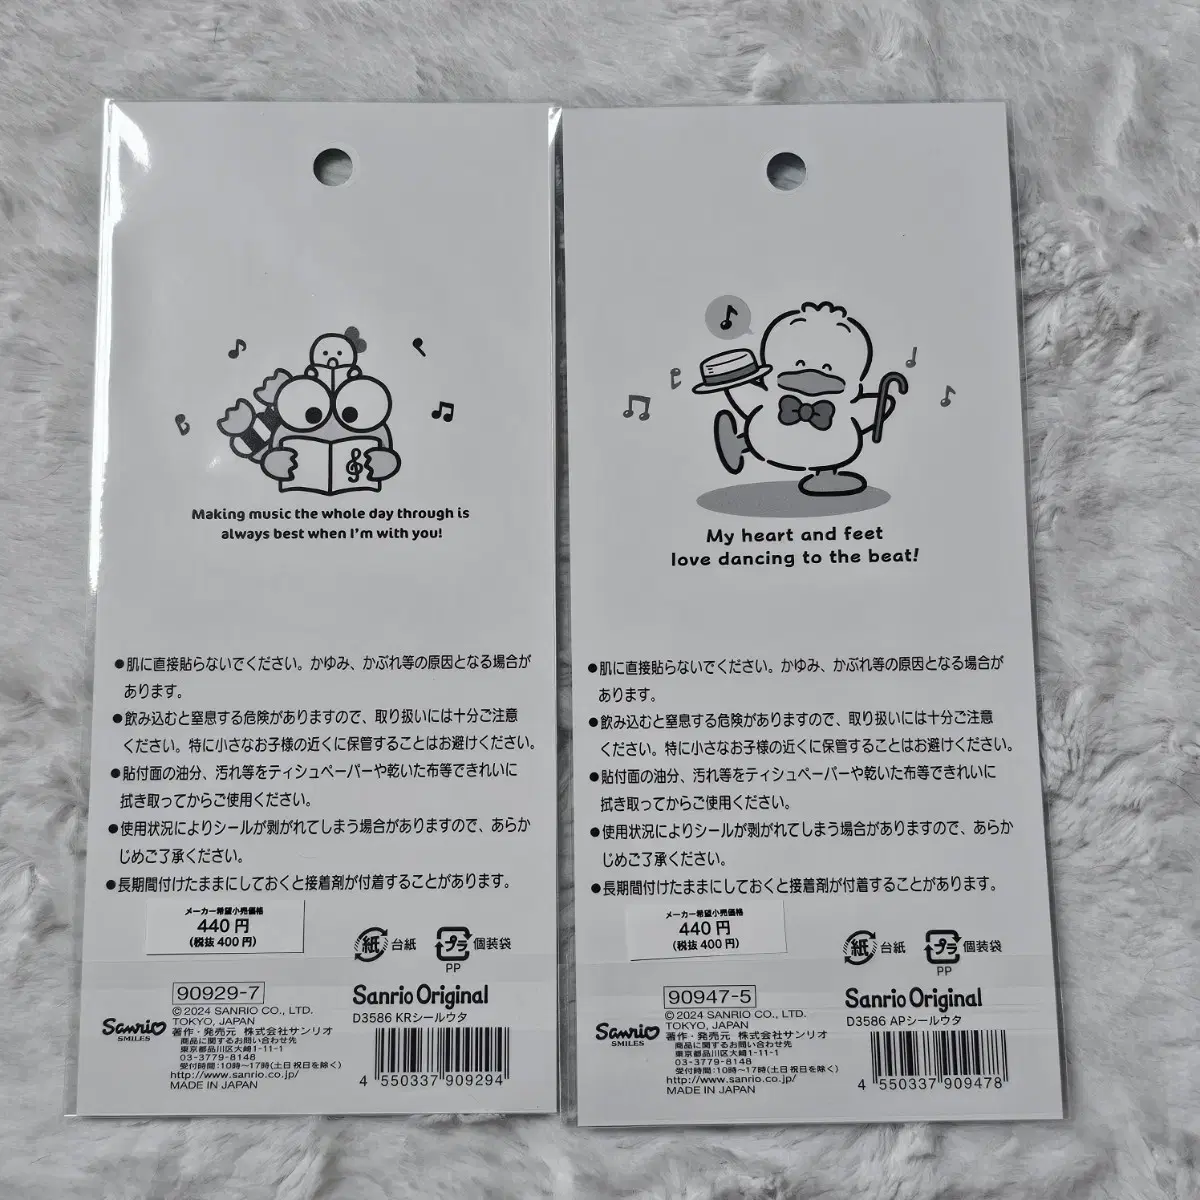 Making music the whole day through is
always best when I'm with you!
●肌に直接貼らないでください。かゆみ、かぶれ等の原因となる場合が
あります。
●飲み込むと窒息する危険がありますので、取り扱いには十分ご注意
ください。特に小さなお子様の近くに保管することはお避けください。
●貼付面の油分、汚れ等をティシュペーパーや乾いた布等できれいに
拭き取ってからご使用ください。
●使用状況によりシールが剥がれてしまう場合がありますので、あらか
じめご了承ください。
●長期間付けたままにしておくと接着剤が付着することがあります。
メーカー希望小売価格
440円
(税抜400円)
紙 台紙
プラ 個装袋
PP
90929-7
Sanrio Original
D3586 KRシールウタ
©2024 SANRIO CO., LTD.
TOKYO, JAPAN
Sanrio
SMILES
著作・発売元 株式会社サンリオ
商品に関するお問い合わせ先
東京都品川区大崎1-11-1
03-3779-8148
受付時間:10時〜17時(土日祝日を除く)
http://www.sanrio.co.jp/
MADE IN JAPAN
4 550337 909294
My heart and feet
love dancing to the beat!
●肌に直接貼らないでください。かゆみ、かぶれ等の原因となる場合が
あります。
●飲み込むと窒息する危険がありますので、取り扱いには十分ご注意
ください。特に小さなお子様の近くに保管することはお避けください。
●貼付面の油分、汚れ等をティシュペーパーや乾いた布等できれいに
拭き取ってからご使用ください。
●使用状況によりシールが剥がれてしまう場合がありますので、あらか
じめご了承ください。
●長期間付けたままにしておくと接着剤が付着することがあります。
メーカー希望小売価格
440円
(税抜400円)
紙 台紙
プラ 個装袋
PP
90947-5
Sanrio Original
D3586 APシールウタ
©2024 SANRIO CO., LTD.
TOKYO, JAPAN
Sanrio
SMILES
著作・発売元 株式会社サンリオ
商品に関するお問い合わせ先
東京都品川区大崎1-11-1
03-3779-8148
受付時間:10時〜17時(土日祝日を除く)
http://www.sanrio.co.jp/
MADE IN JAPAN
4 550337 909478